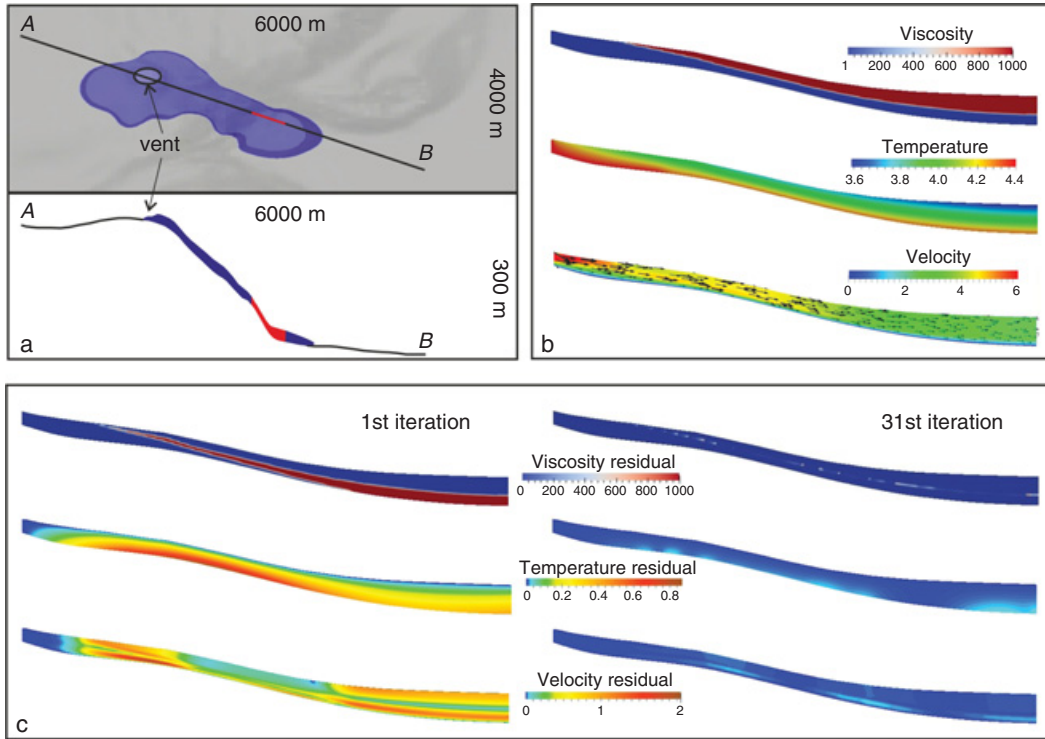 A
6000 m
4000 m
vent
B
A
6000 m
300 m
B
a
Viscosity
1 200 400 600 800 1000
Temperature
3.6 3.8 4.0 4.2 4.4
Velocity
0 2 4 6
b
1st iteration
31st iteration
Viscosity residual
0 200 400 600 800 1000
Temperature residual
0 0.2 0.4 0.6 0.8
Velocity residual
0 1 2
c